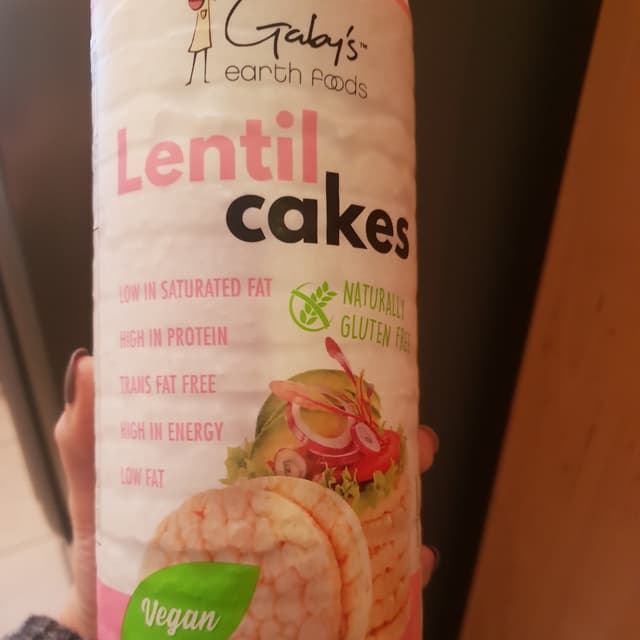 Gaby's™
earth foods
Lentil
cakes
LOW IN SATURATED FAT
HIGH IN PROTEIN
TRANS FAT FREE
HIGH IN ENERGY
LOW FAT
NATURALLY
GLUTEN FREE
Vegan